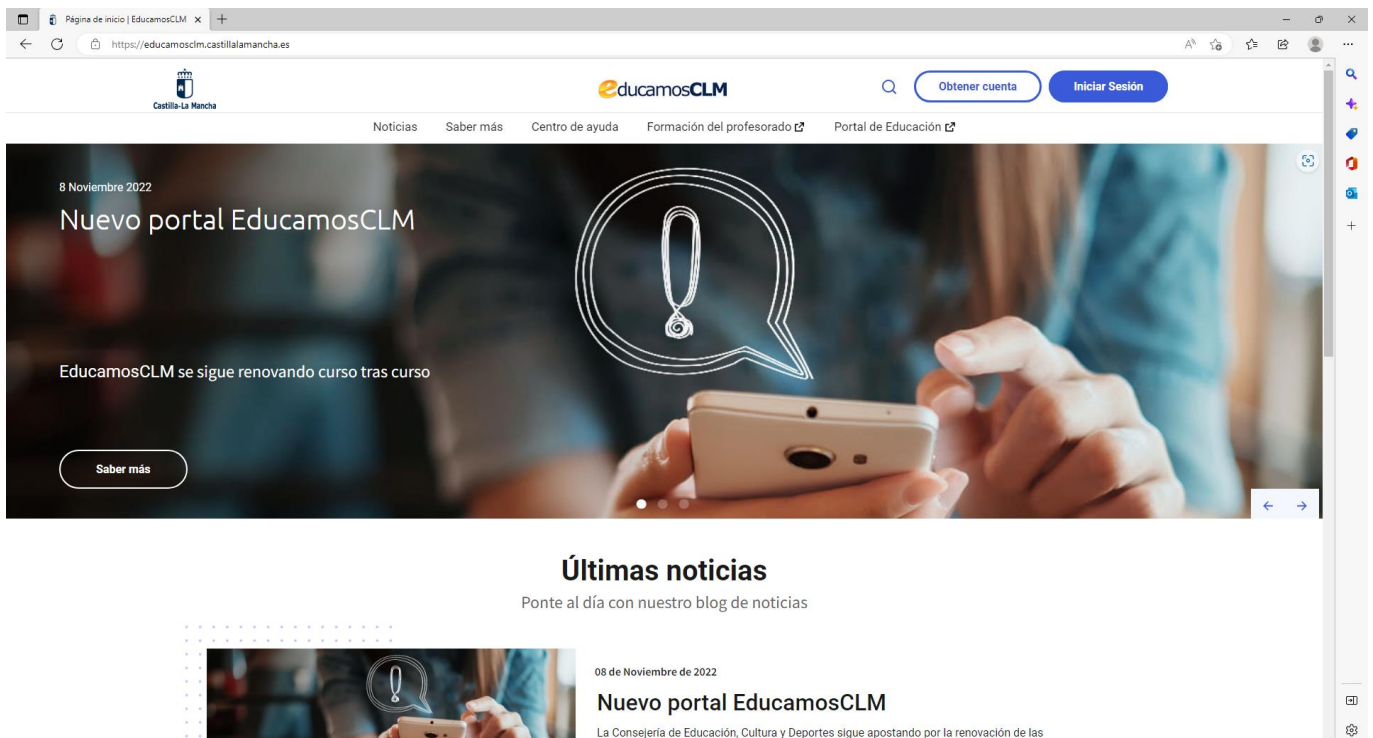 Página de inicio | EducamosCLM
https://educamosclm.castillalamancha.es
Castilla-La Mancha
educamosCLM
Obtener cuenta
Iniciar Sesión
Noticias Saber más Centro de ayuda Formación del profesorado Portal de Educación
8 Noviembre 2022
Nuevo portal EducamosCLM
EducamosCLM se sigue renovando curso tras curso
Saber más
Últimas noticias
Ponte al día con nuestro blog de noticias
08 de Noviembre de 2022
Nuevo portal EducamosCLM
La Consejería de Educación, Cultura y Deportes sigue apostando por la renovación de las